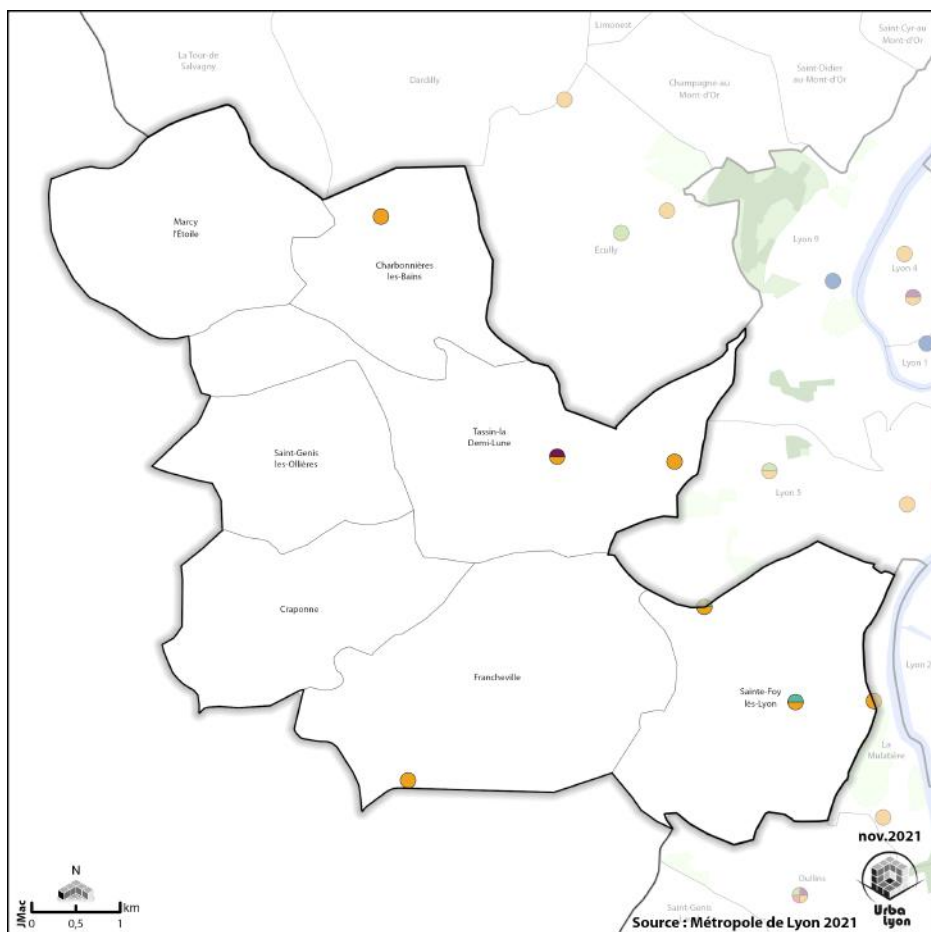 Limonest
Saint-Cyr-au
Mont-d'Or
La Tour-de
Salvagny
Dardilly
Champagne-au
Mont-d'Or
Saint-Didier
au Mont-d'Or
Marcy
l'Étoile
Charbonnières
les-Bains
Écully
Lyon 9
Lyon 4
Lyon 1
Tassin-la
Demi-Lune
Saint-Genis
les-Ollières
Lyon 5
Craponne
Francheville
Sainte-Foy
lès-Lyon
Lyon 2
La
Mulatière
nov.2021
N
JMac
0 0,5 1 km
Oullins
Saint-Genis
Urba
Lyon
Source : Métropole de Lyon 2021